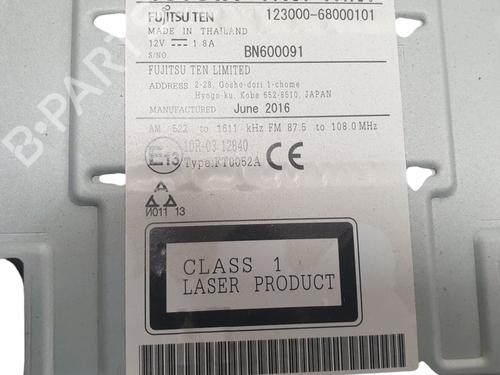 FUJITSU TEN 123000-68000101
MADE IN THAILAND
12V 1.8A
S/NO. BN600091
FUJITSU TEN LIMITED
ADDRESS 2-28, Gosho-dori 1-chome
Hyogo-ku, Kobe 652-8510, JAPAN
MANUFACTURED June 2016
AM 522 to 1611 kHz FM 87.5 to 108.0 MHz
E13 10R-03 12840
Type:FT0052A CE
И011 13
CLASS 1
LASER PRODUCT
B-PARTS